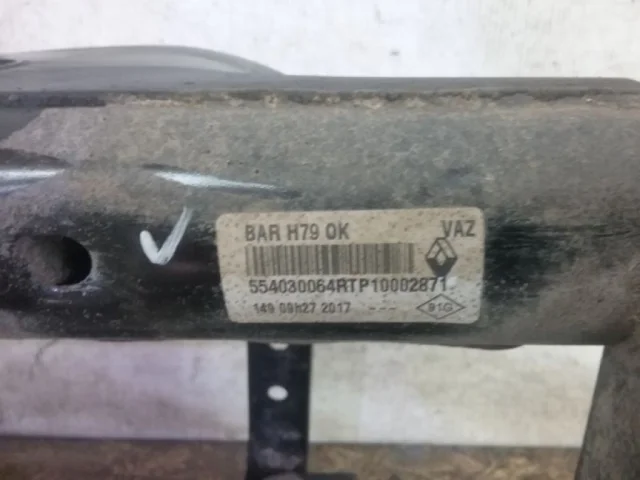 BAR H79 OK VAZ
554030064RTP10002871
149 09h27 2017 ---
91G